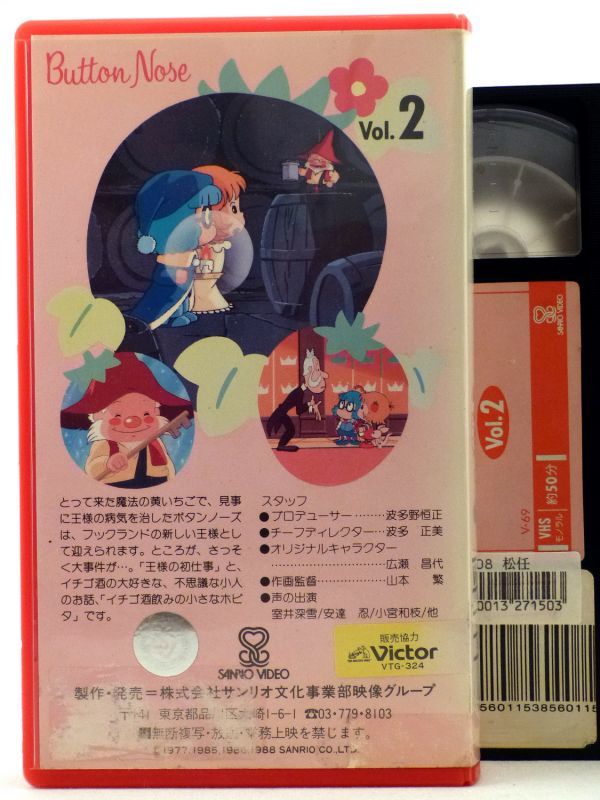 Button Nose
Vol. 2
とって来た魔法の黄いちごで、見事
に王様の病気を治したボタンノーズ
は、フックランドの新しい王様とし
て迎えられます。ところが、さっそ
く大事件が…。「王様の初仕事」と、
イチゴ酒の大好きな、不思議な小人
のお話、「イチゴ酒飲みの小さなホビ
タ」です。
スタッフ
●プロデューサー………波多野恒正
●チーフディレクター…波多 正美
●オリジナルキャラクター
………………………広瀬 昌代
●作画監督………………山本 繁
●声の出演
室井深雪/安達 忍/小宮和枝/他
SANRIO VIDEO
販売協力
Victor
VTG-324
製作・発売=株式会社サンリオ文化事業部映像グループ
〒141 東京都品川区大崎1-6-1 ☎03・779・8103
無断複写・放送・業務上映を禁じます。
©1977,1985,1986,1988 SANRIO CO.,LTD.
SANRIO VIDEO
Vol. 2
V-69
VHS
モノラル
約50分
08 松任
0013*271503
5601153856011 5